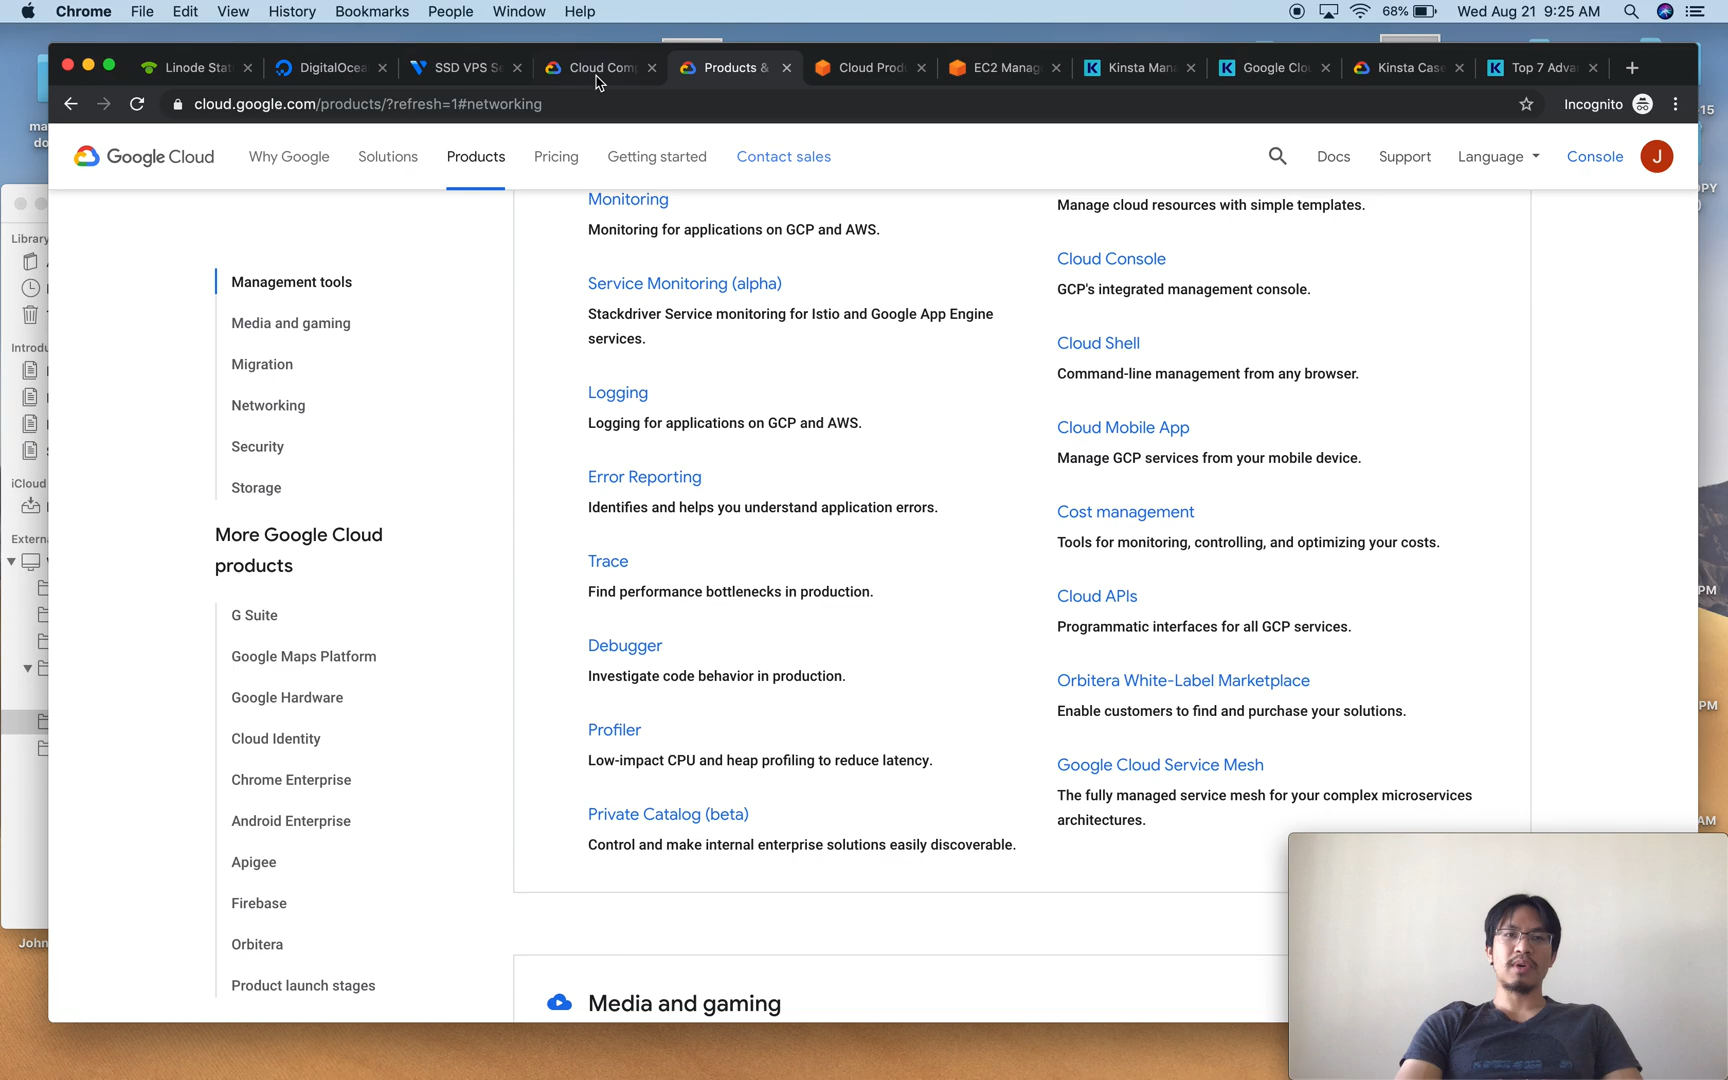 Chrome File Edit View History Bookmarks People Window Help 68% Wed Aug 21 9:25 AM
Linode Stat DigitalOcea SSD VPS Se Cloud Comp Products & Cloud Prod EC2 Manag Kinsta Man Google Clou Kinsta Case Top 7 Adva
cloud.google.com/products/?refresh=1#networking Incognito
Google Cloud Why Google Solutions Products Pricing Getting started Contact sales Docs Support Language Console J
Library
Introdu
iCloud
Externa
John
Management tools
Media and gaming
Migration
Networking
Security
Storage
More Google Cloud
products
G Suite
Google Maps Platform
Google Hardware
Cloud Identity
Chrome Enterprise
Android Enterprise
Apigee
Firebase
Orbitera
Product launch stages
Monitoring
Monitoring for applications on GCP and AWS.
Service Monitoring (alpha)
Stackdriver Service monitoring for Istio and Google App Engine
services.
Logging
Logging for applications on GCP and AWS.
Error Reporting
Identifies and helps you understand application errors.
Trace
Find performance bottlenecks in production.
Debugger
Investigate code behavior in production.
Profiler
Low-impact CPU and heap profiling to reduce latency.
Private Catalog (beta)
Control and make internal enterprise solutions easily discoverable.
Manage cloud resources with simple templates.
Cloud Console
GCP's integrated management console.
Cloud Shell
Command-line management from any browser.
Cloud Mobile App
Manage GCP services from your mobile device.
Cost management
Tools for monitoring, controlling, and optimizing your costs.
Cloud APIs
Programmatic interfaces for all GCP services.
Orbitera White-Label Marketplace
Enable customers to find and purchase your solutions.
Google Cloud Service Mesh
The fully managed service mesh for your complex microservices
architectures.
Media and gaming